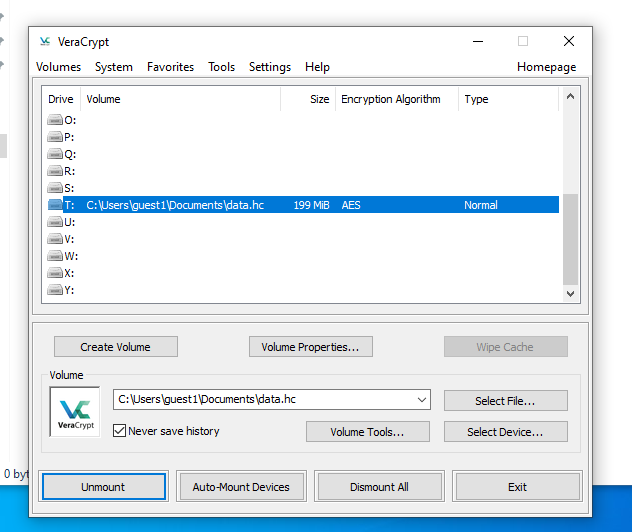 VeraCrypt
Volumes System Favorites Tools Settings Help Homepage
Drive Volume Size Encryption Algorithm Type
O:
P:
Q:
R:
S:
T: C:\Users\guest1\Documents\data.hc 199 MiB AES Normal
U:
V:
W:
X:
Y:
Create Volume Volume Properties... Wipe Cache
Volume
C:\Users\guest1\Documents\data.hc Select File...
VeraCrypt
Never save history Volume Tools... Select Device...
0 byt
Unmount Auto-Mount Devices Dismount All Exit